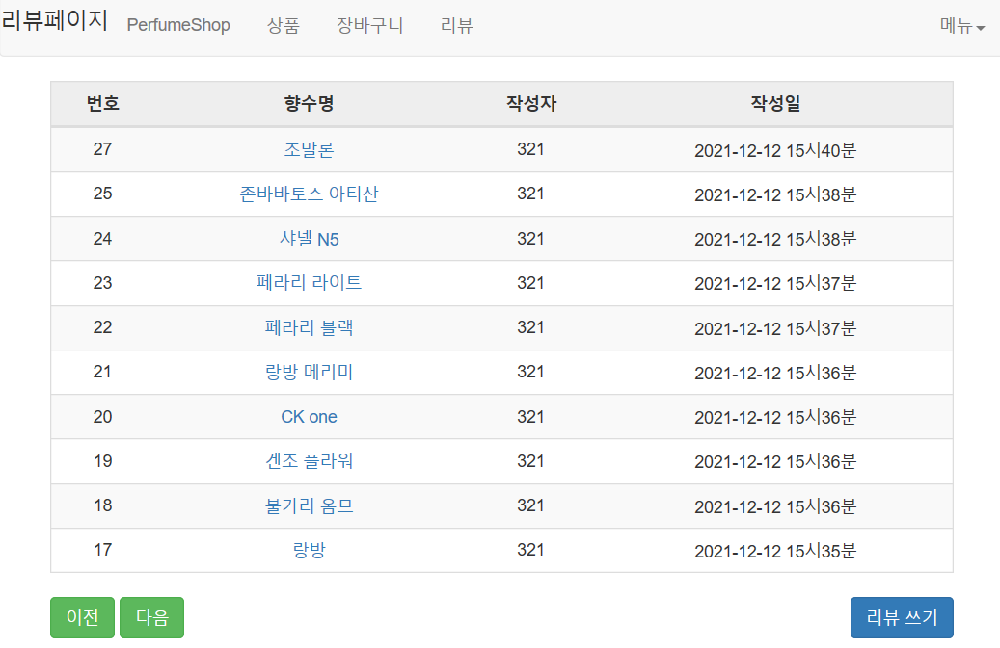 리뷰페이지 PerfumeShop 상품 장바구니 리뷰 메뉴
번호 향수명 작성자 작성일
27 조말론 321 2021-12-12 15시40분
25 존바바토스 아티산 321 2021-12-12 15시38분
24 샤넬 N5 321 2021-12-12 15시38분
23 페라리 라이트 321 2021-12-12 15시37분
22 페라리 블랙 321 2021-12-12 15시37분
21 랑방 메리미 321 2021-12-12 15시36분
20 CK one 321 2021-12-12 15시36분
19 겐조 플라워 321 2021-12-12 15시36분
18 불가리 옴므 321 2021-12-12 15시36분
17 랑방 321 2021-12-12 15시35분
이전 다음 리뷰 쓰기